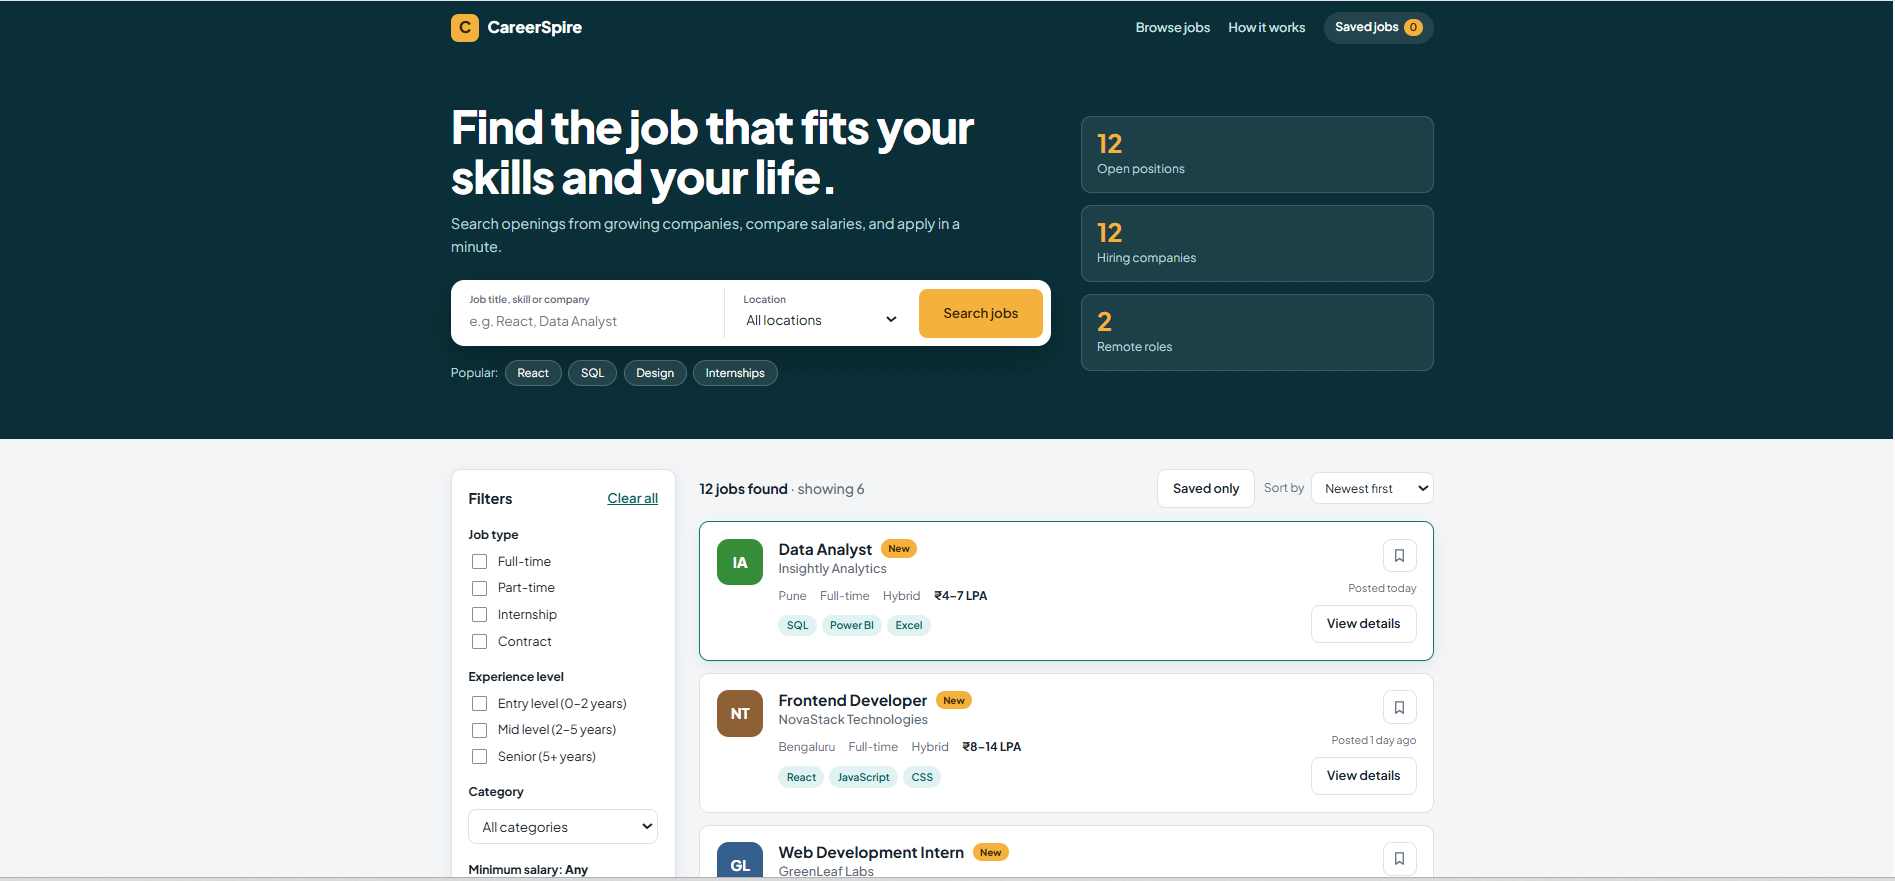 C CareerSpire
Browse jobs How it works Saved jobs 0
Find the job that fits your
skills and your life.
Search openings from growing companies, compare salaries, and apply in a
minute.
Job title, skill or company
e.g. React, Data Analyst
Location
All locations
Search jobs
Popular: React SQL Design Internships
12
Open positions
12
Hiring companies
2
Remote roles
Filters Clear all
Job type
Full-time
Part-time
Internship
Contract
Experience level
Entry level (0–2 years)
Mid level (2–5 years)
Senior (5+ years)
Category
All categories
Minimum salary: Any
12 jobs found · showing 6
Saved only Sort by Newest first
IA
Data Analyst New
Insightly Analytics
Pune Full-time Hybrid ₹4–7 LPA
SQL Power BI Excel
Posted today
View details
NT
Frontend Developer New
NovaStack Technologies
Bengaluru Full-time Hybrid ₹8–14 LPA
React JavaScript CSS
Posted 1 day ago
View details
GL
Web Development Intern New
GreenLeaf Labs